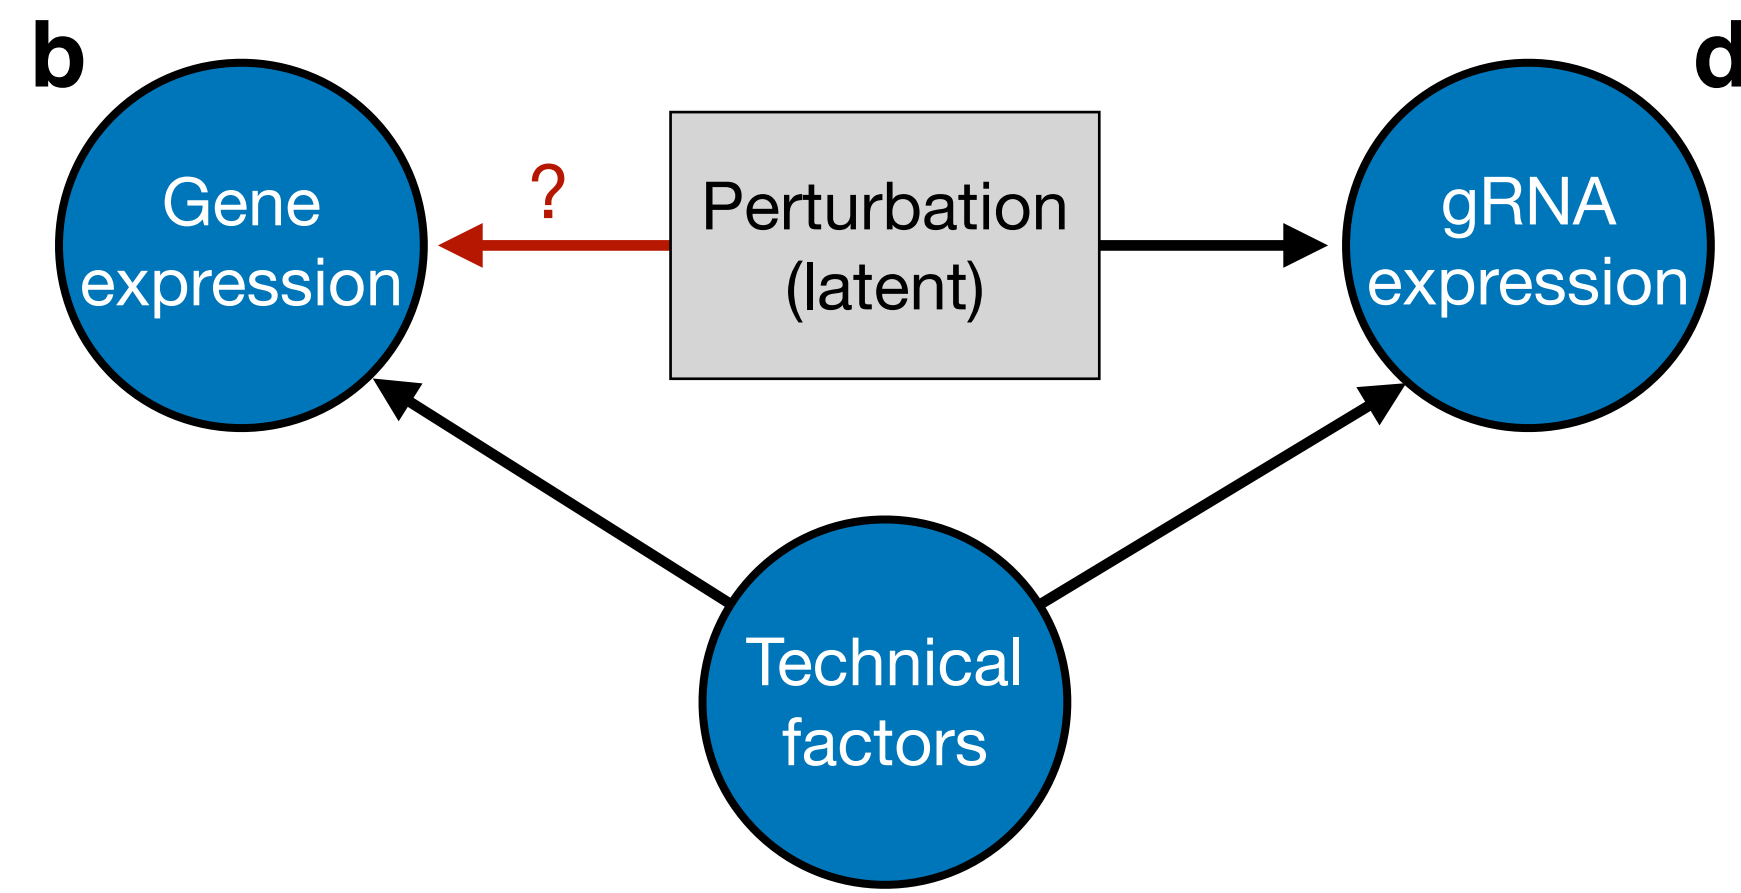 b
d
Gene
expression
?
Perturbation
(latent)
gRNA
expression
Technical
factors